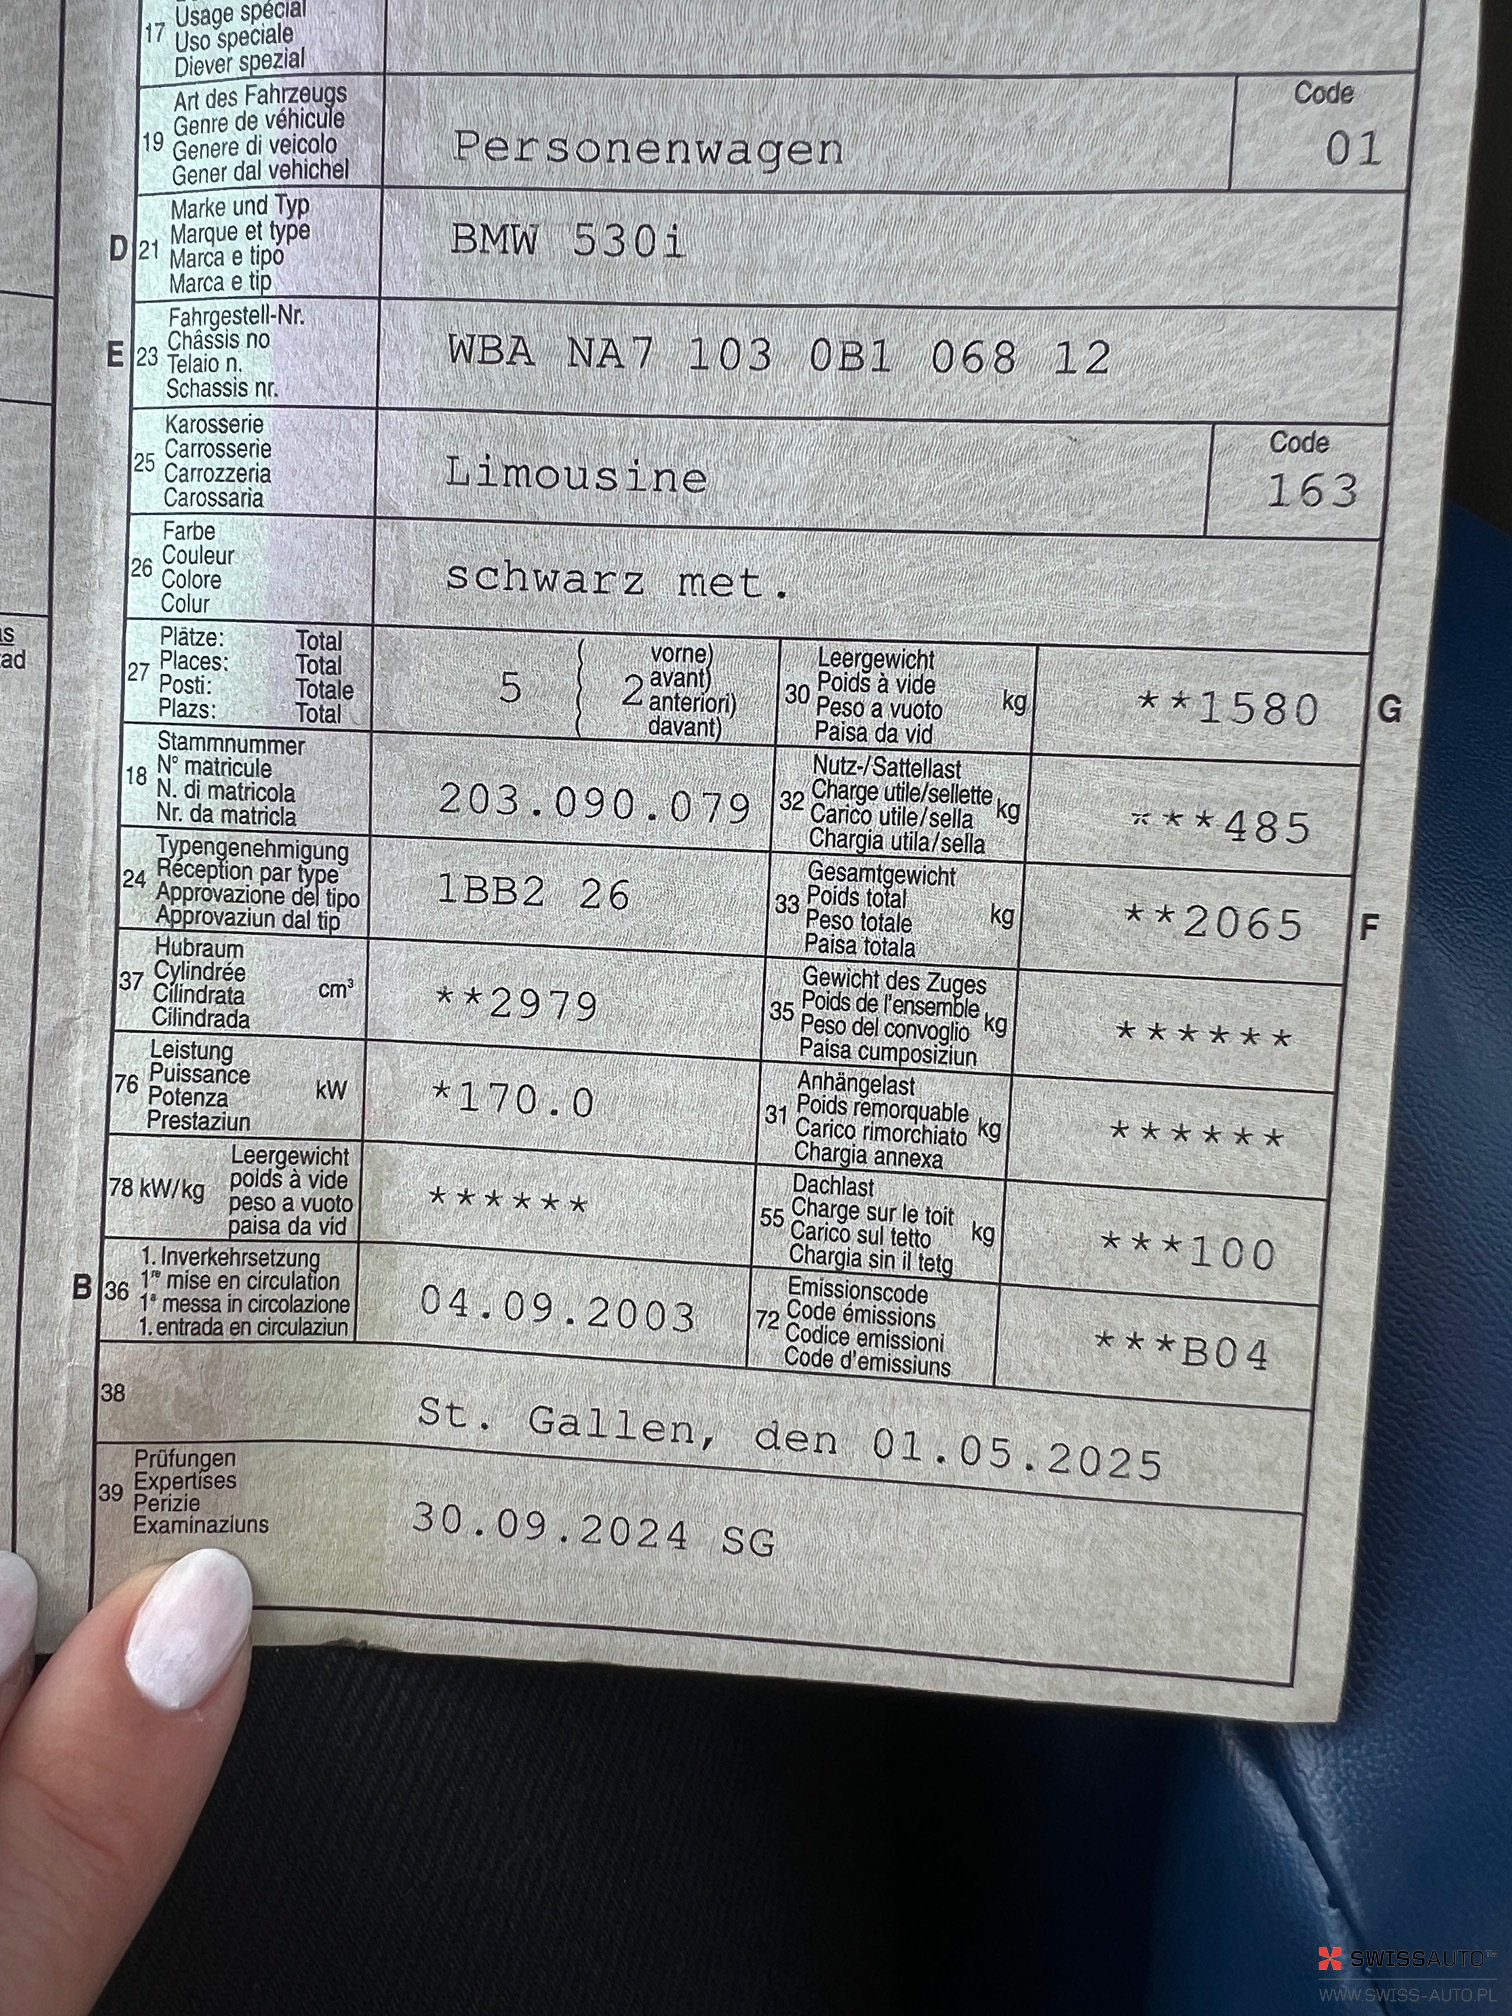 17 Usage spécial
Uso speciale
Diever spezial
19 Art des Fahrzeugs
Genre de véhicule
Genere di veicolo
Gener dal vehichel
Personenwagen
Code
01
D 21 Marke und Typ
Marque et type
Marca e tipo
Marca e tip
BMW 530i
E 23 Fahrgestell-Nr.
Châssis no
Telaio n.
Schassis nr.
WBA NA7 103 0B1 068 12
25 Karosserie
Carrosserie
Carrozzeria
Carossaria
Limousine
Code
163
26 Farbe
Couleur
Colore
Colur
schwarz met.
27 Plätze: Total
Places: Total
Posti: Totale
Plazs: Total
5 2 vorne)
avant)
anteriori)
davant)
30 Leergewicht
Poids à vide kg
Peso a vuoto
Paisa da vid
**1580 G
18 Stammnummer
N° matricule
N. di matricola
Nr. da matricla
203.090.079
32 Nutz-/Sattellast
Charge utile/sellette kg
Carico utile/sella
Chargia utila/sella
***485
24 Typengenehmigung
Réception par type
Approvazione del tipo
Approvaziun dal tip
1BB2 26
33 Gesamtgewicht
Poids total kg
Peso totale
Paisa totala
**2065 F
37 Hubraum
Cylindrée cm³
Cilindrata
Cilindrada
**2979
35 Gewicht des Zuges
Poids de l'ensemble kg
Peso del convoglio
Paisa cumposiziun
******
76 Leistung
Puissance kW
Potenza
Prestaziun
*170.0
31 Anhängelast
Poids remorquable kg
Carico rimorchiato
Chargia annexa
******
78 kW/kg Leergewicht
poids à vide
peso a vuoto
paisa da vid
******
55 Dachlast
Charge sur le toit kg
Carico sul tetto
Chargia sin il tetg
***100
B 36 1. Inverkehrsetzung
1re mise en circulation
1a messa in circolazione
1. entrada en circulaziun
04.09.2003
72 Emissionscode
Code émissions
Codice emissioni
Code d'emissiuns
***B04
38 St. Gallen, den 01.05.2025
39 Prüfungen
Expertises
Perizie
Examinaziuns
30.09.2024 SG
SWISSAUTO
WWW.SWISS-AUTO.PL